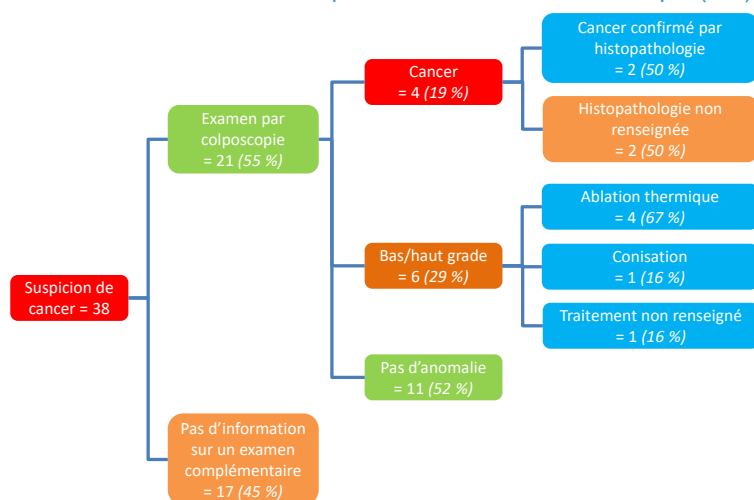 Cancer
= 4 (19 %)
Cancer confirmé par
histopathologie
= 2 (50 %)
Histopathologie non
renseignée
= 2 (50 %)
Examen par
colposcopie
= 21 (55 %)
Ablation thermique
= 4 (67 %)
Bas/haut grade
= 6 (29 %)
Conisation
= 1 (16 %)
Suspicion de
cancer = 38
Traitement non renseigné
= 1 (16 %)
Pas d'anomalie
= 11 (52 %)
Pas d'information
sur un examen
complémentaire
= 17 (45 %)